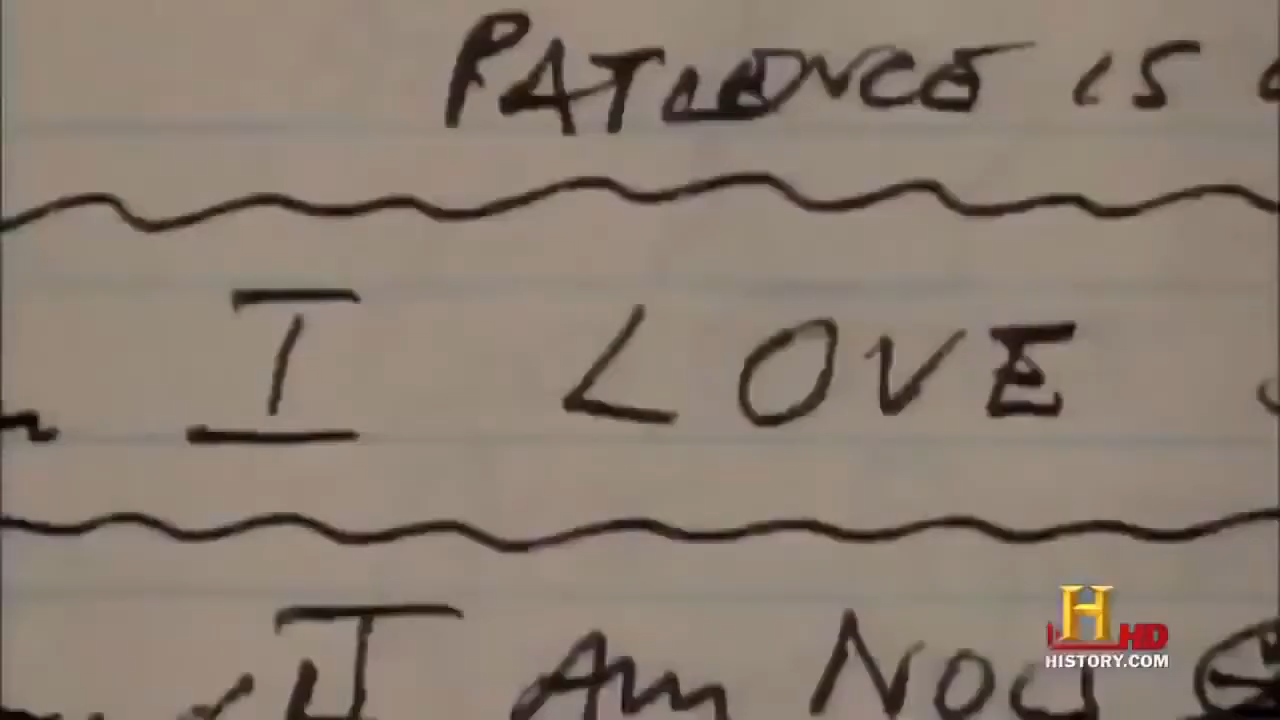 PATIENCE IS
I LOVE
I AM NOW
H HD
HISTORY.COM